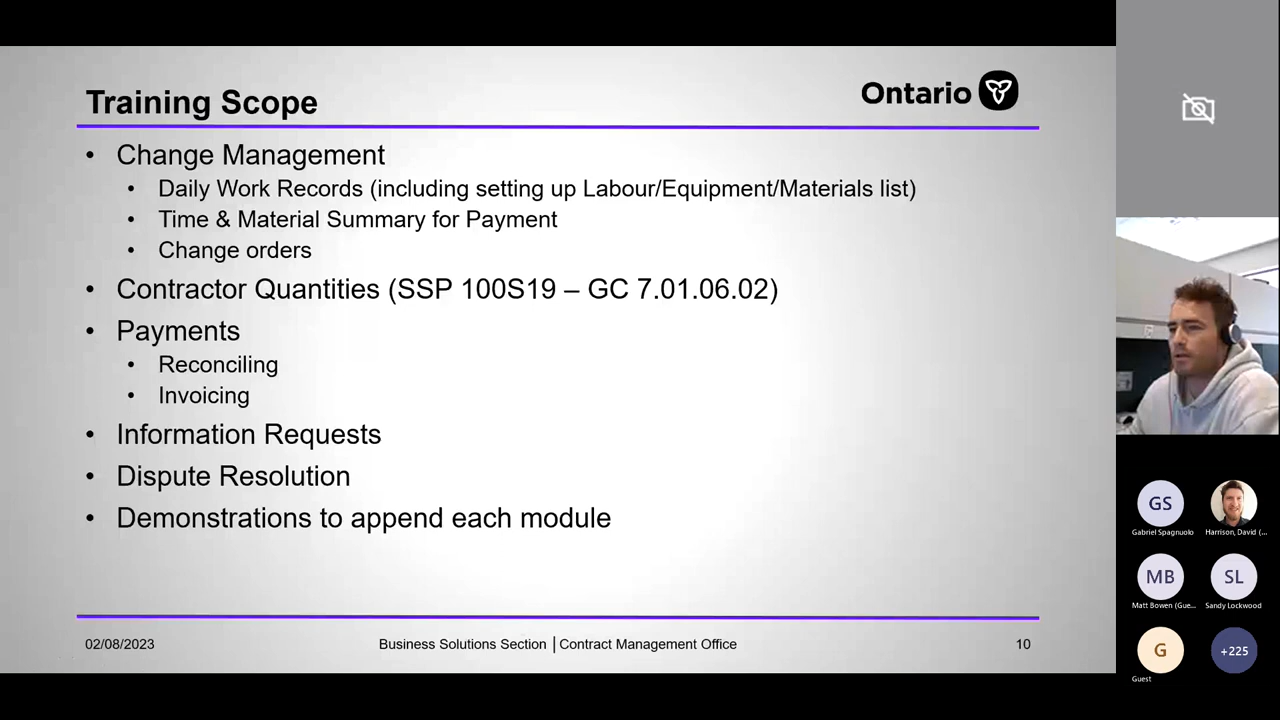 Training Scope
Ontario
• Change Management
• Daily Work Records (including setting up Labour/Equipment/Materials list)
• Time & Material Summary for Payment
• Change orders
• Contractor Quantities (SSP 100S19 – GC 7.01.06.02)
• Payments
• Reconciling
• Invoicing
• Information Requests
• Dispute Resolution
• Demonstrations to append each module
02/08/2023
Business Solutions Section | Contract Management Office
10
GS
Gabriel Spagnuolo
Harrison, David (...
MB
SL
Matt Bowen (Gue...
Sandy Lockwood
G
+225
Guest